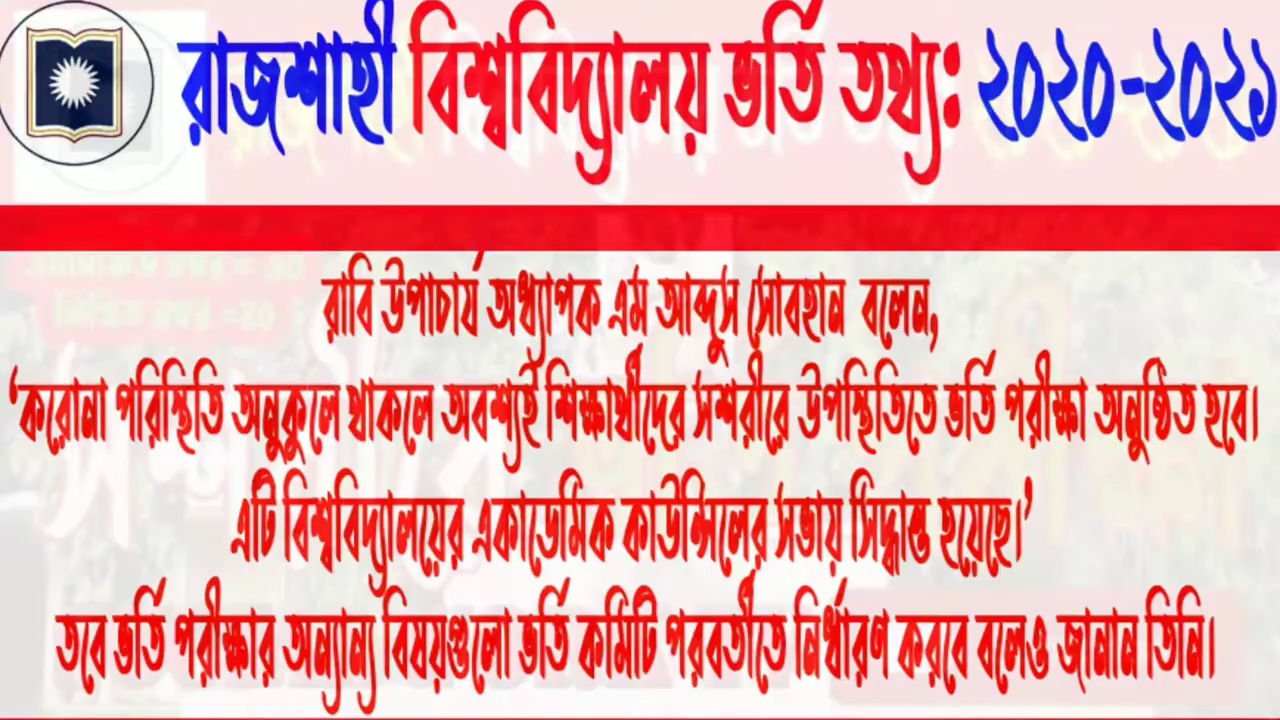 রাজশাহী বিশ্ববিদ্যালয় ভর্তি তথ্য: ২০২০-২০২১
রাবি উপাচার্য অধ্যাপক এম আব্দুস সোবহান বলেন,
‘করোনা পরিস্থিতি অনুকুলে থাকলে অবশ্যই শিক্ষার্থীদের সশরীরে উপস্থিতিতে ভর্তি পরীক্ষা অনুষ্ঠিত হবে।
এটি বিশ্ববিদ্যালয়ের একাডেমিক কাউন্সিলের সভায় সিদ্ধান্ত হয়েছে।’
তবে ভর্তি পরীক্ষার অন্যান্য বিষয়গুলো ভর্তি কমিটি পরবর্তীতে নির্ধারণ করবে বলেও জানান তিনি।